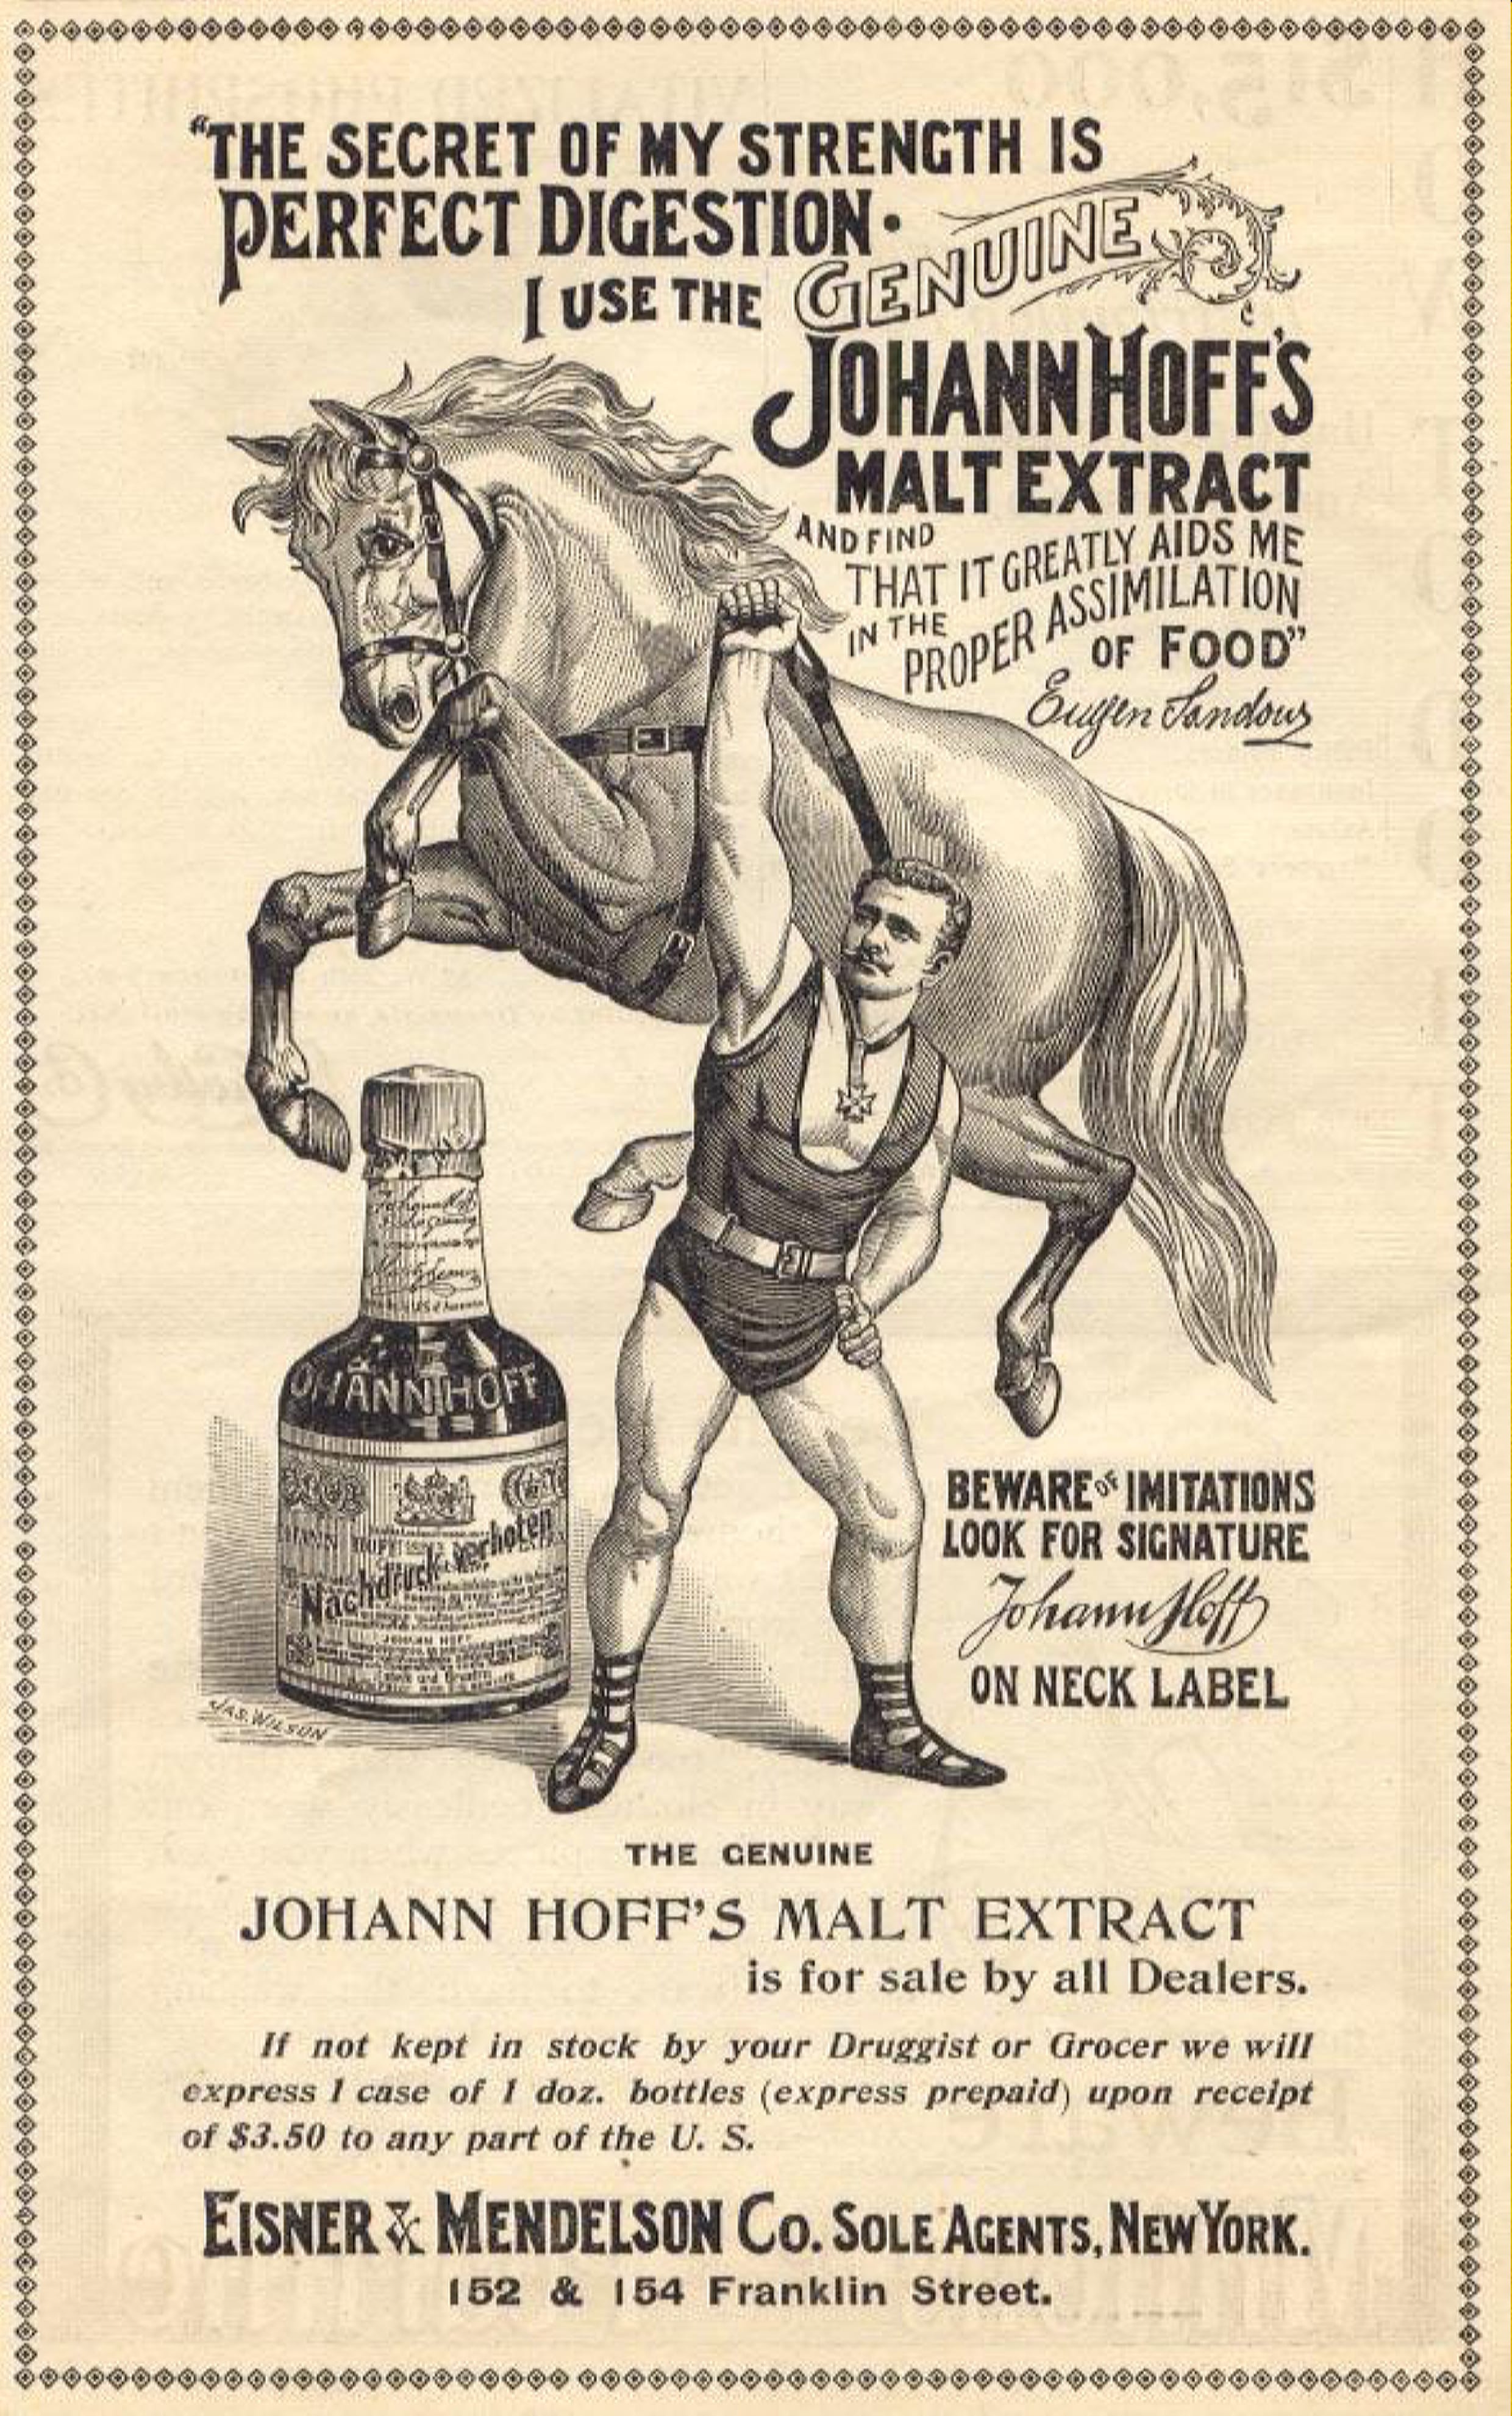 "THE SECRET OF MY STRENGTH IS
PERFECT DIGESTION.
I USE THE GENUINE
JOHANN HOFF'S
MALT EXTRACT
AND FIND
THAT IT GREATLY AIDS ME
IN THE
PROPER ASSIMILATION
OF FOOD"
Eugen Sandow
JOHANN HOFF
Nachdruck verboten
JOHANN HOFF
BEWARE OF IMITATIONS
LOOK FOR SIGNATURE
Johann Hoff
ON NECK LABEL
JAS. WILSON
THE GENUINE
JOHANN HOFF'S MALT EXTRACT
is for sale by all Dealers.
If not kept in stock by your Druggist or Grocer we will
express 1 case of 1 doz. bottles (express prepaid) upon receipt
of $3.50 to any part of the U. S.
EISNER & MENDELSON CO. SOLE AGENTS, NEW YORK.
152 & 154 Franklin Street.